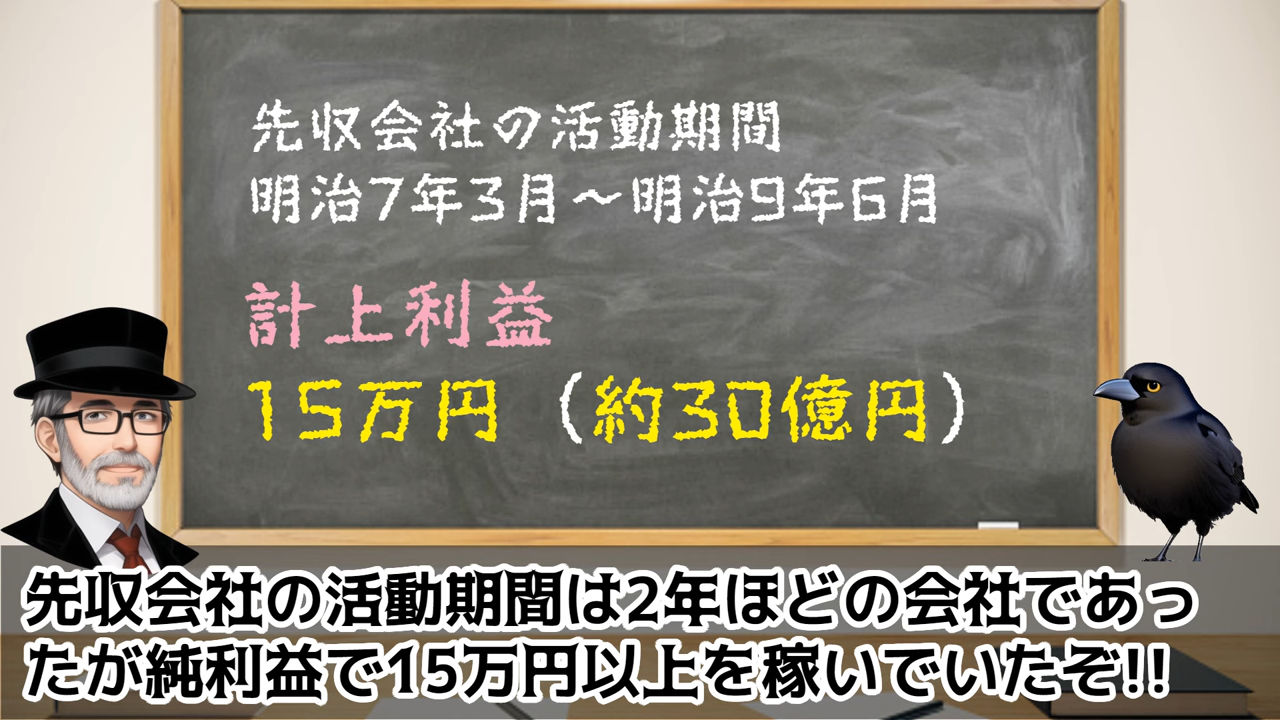 先収会社の活動期間
明治7年3月～明治9年6月
計上利益
15万円（約30億円）
先収会社の活動期間は2年ほどの会社であっ
たが純利益で15万円以上を稼いでいたぞ!!